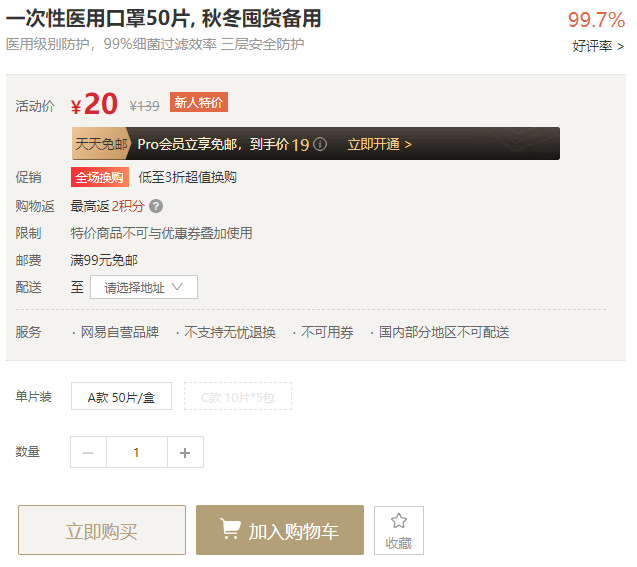 一次性医用口罩50片, 秋冬囤货备用
99.7%
医用级别防护，99%细菌过滤效率 三层安全防护
好评率 >
活动价 ¥20 ¥139 新人特价
天天免邮 Pro会员立享免邮，到手价 19 立即开通 >
促销 全场换购 低至3折超值换购
购物返 最高返 2积分 ?
限制 特价商品不可与优惠券叠加使用
邮费 满99元免邮
配送 至 请选择地址
服务 · 网易自营品牌 · 不支持无忧退换 · 不可用券 · 国内部分地区不可配送
单片装 A款 50片/盒 C款 10片*5包
数量 − 1 +
立即购买 加入购物车 收藏